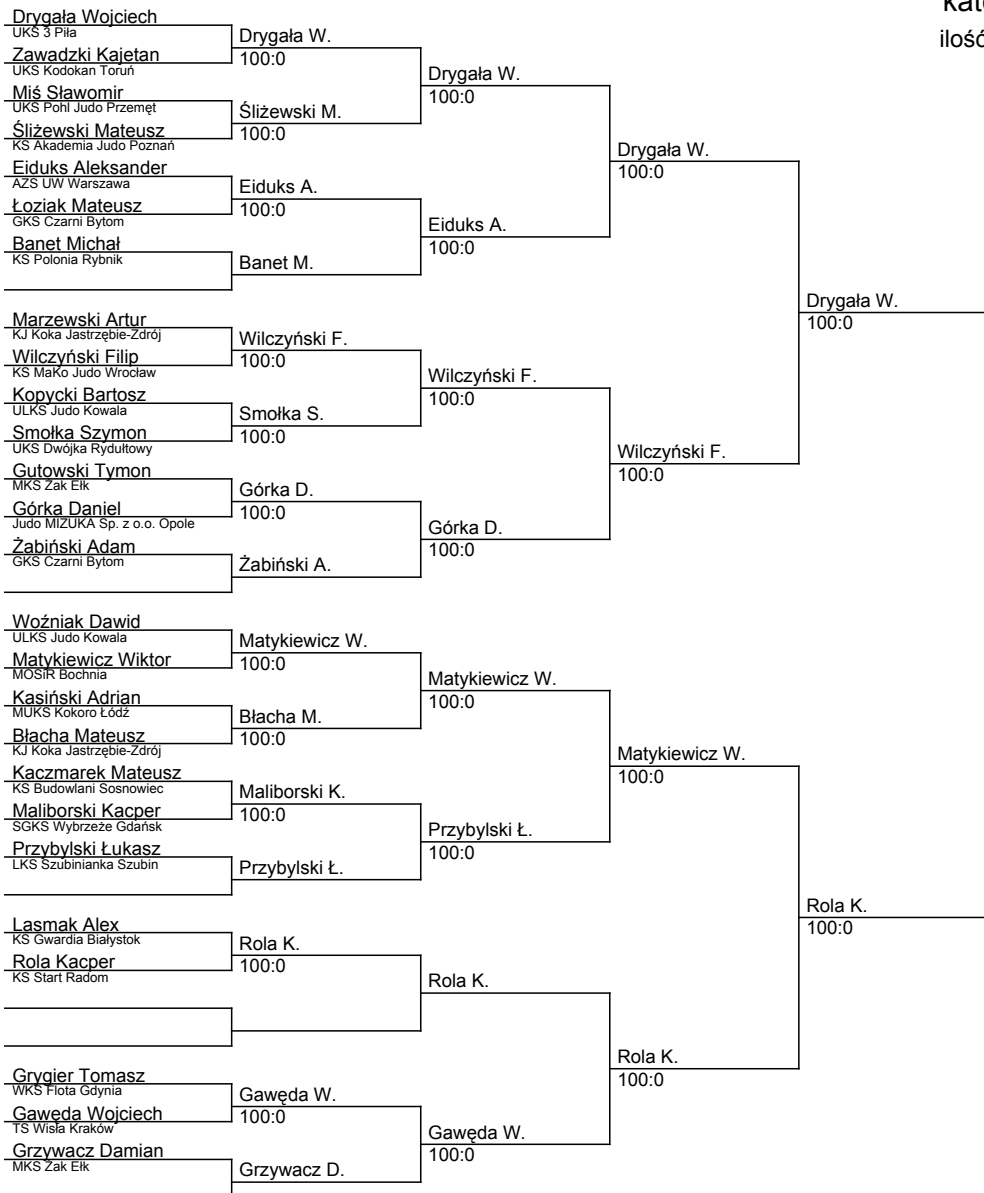 Drygała Wojciech
UKS 3 Piła
Zawadzki Kajetan
UKS Kodokan Toruń
Miś Sławomir
UKS Pohl Judo Przemęt
Śliżewski Mateusz
KS Akademia Judo Poznań
Eiduks Aleksander
AZS UW Warszawa
Łoziak Mateusz
GKS Czarni Bytom
Banet Michał
KS Polonia Rybnik
Marzewski Artur
KJ Koka Jastrzębie-Zdrój
Wilczyński Filip
KS MaKo Judo Wrocław
Kopycki Bartosz
ULKS Judo Kowala
Smołka Szymon
UKS Dwójka Rydułtowy
Gutowski Tymon
MKS Żak Ełk
Górka Daniel
Judo MIZUKA Sp. z o.o. Opole
Żabiński Adam
GKS Czarni Bytom
Woźniak Dawid
ULKS Judo Kowala
Matykiewicz Wiktor
MOSiR Bochnia
Kasiński Adrian
MUKS Kokoro Łódź
Błacha Mateusz
KJ Koka Jastrzębie-Zdrój
Kaczmarek Mateusz
KS Budowlani Sosnowiec
Maliborski Kacper
SGKS Wybrzeże Gdańsk
Przybylski Łukasz
LKS Szubinianka Szubin
Lasmak Alex
KS Gwardia Białystok
Rola Kacper
KS Start Radom
Grygier Tomasz
WKS Flota Gdynia
Gawęda Wojciech
TS Wisła Kraków
Grzywacz Damian
MKS Żak Ełk
Drygała W.
100:0
Śliżewski M.
100:0
Eiduks A.
100:0
Banet M.
Wilczyński F.
100:0
Smołka S.
100:0
Górka D.
100:0
Żabiński A.
Matykiewicz W.
100:0
Błacha M.
100:0
Maliborski K.
100:0
Przybylski Ł.
Rola K.
100:0
Gawęda W.
100:0
Grzywacz D.
Drygała W.
100:0
Eiduks A.
100:0
Wilczyński F.
100:0
Górka D.
100:0
Matykiewicz W.
100:0
Przybylski Ł.
100:0
Rola K.
Gawęda W.
100:0
Drygała W.
100:0
Wilczyński F.
100:0
Matykiewicz W.
100:0
Rola K.
100:0
Drygała W.
100:0
Rola K.
100:0
kat
ilość